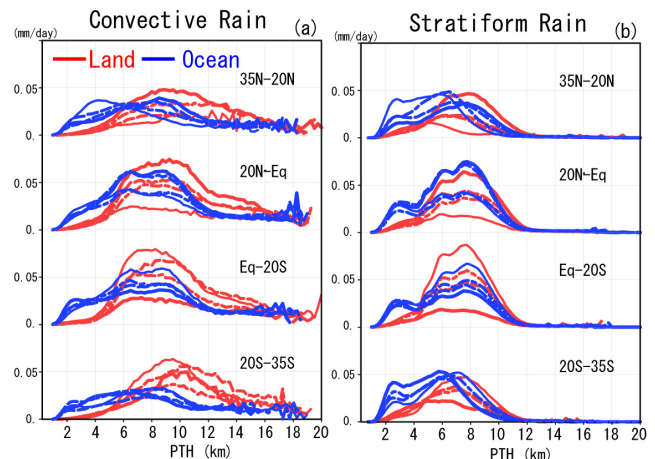 Convective Rain
(mm/day)
(a)
Land Ocean
35N-20N
0.05
0.
20N~Eq
0.05
0.
Eq-20S
0.05
0.
20S-35S
0.05
0.
2 4 6 8 10 12 14 16 18 20
PTH (km)
Stratiform Rain
(mm/day)
(b)
35N-20N
0.05
0.
20N~Eq
0.05
0.
Eq-20S
0.05
0.
20S-35S
0.05
0.
2 4 6 8 10 12 14 16 18 20
PTH (km)